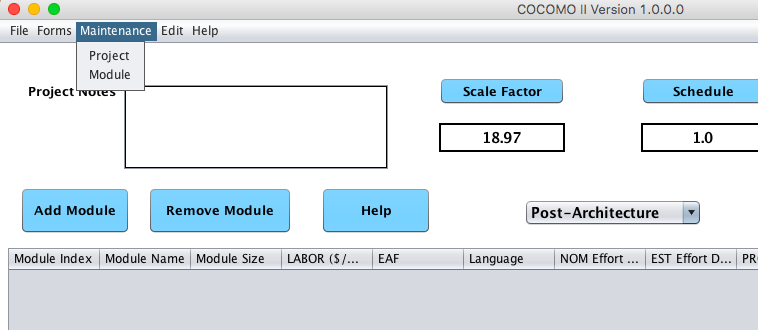 COCOMO II Version 1.0.0.0
File Forms Maintenance Edit Help
Project
Module
Project Notes
Scale Factor
Schedule
18.97
1.0
Add Module
Remove Module
Help
Post-Architecture
Module Index Module Name Module Size LABOR ($/... EAF Language NOM Effort ... EST Effort D... PR